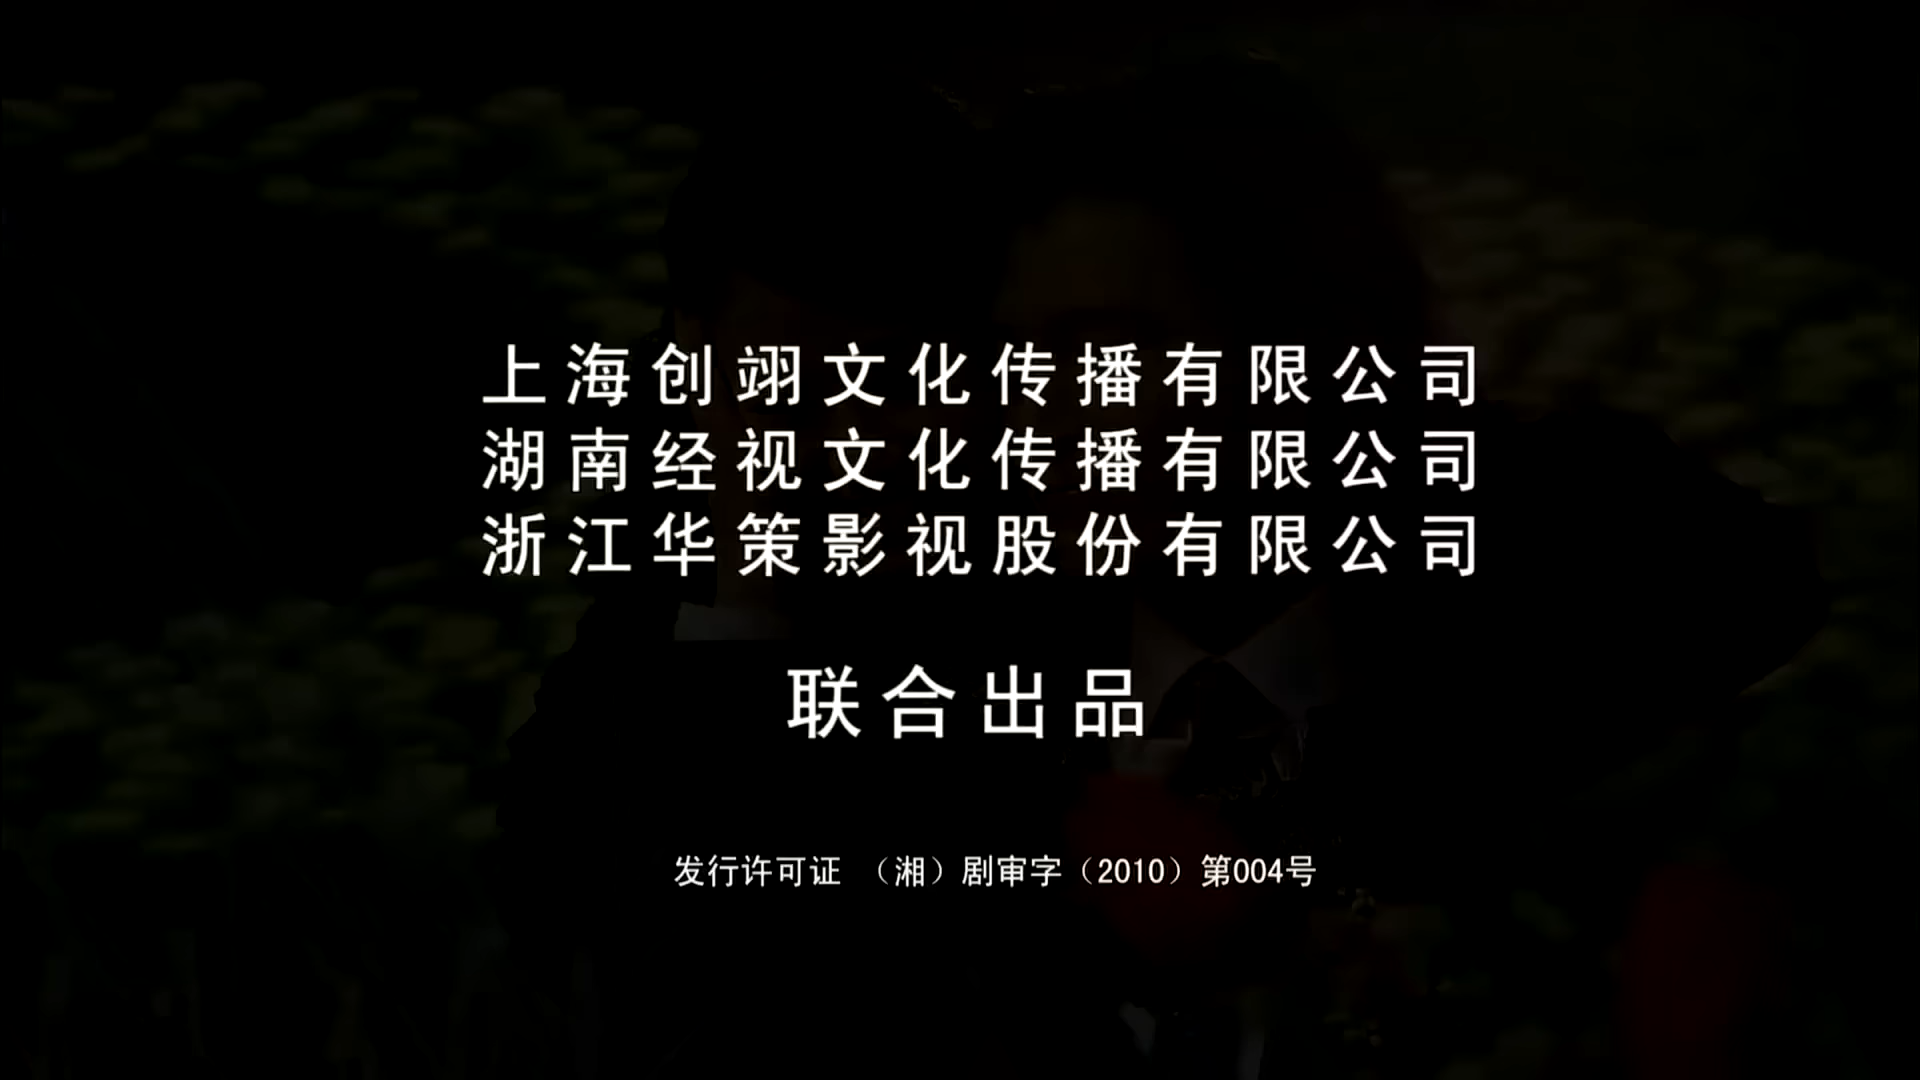 上海创翊文化传播有限公司
湖南经视文化传播有限公司
浙江华策影视股份有限公司
联合出品
发行许可证 （湘）剧审字（2010）第004号